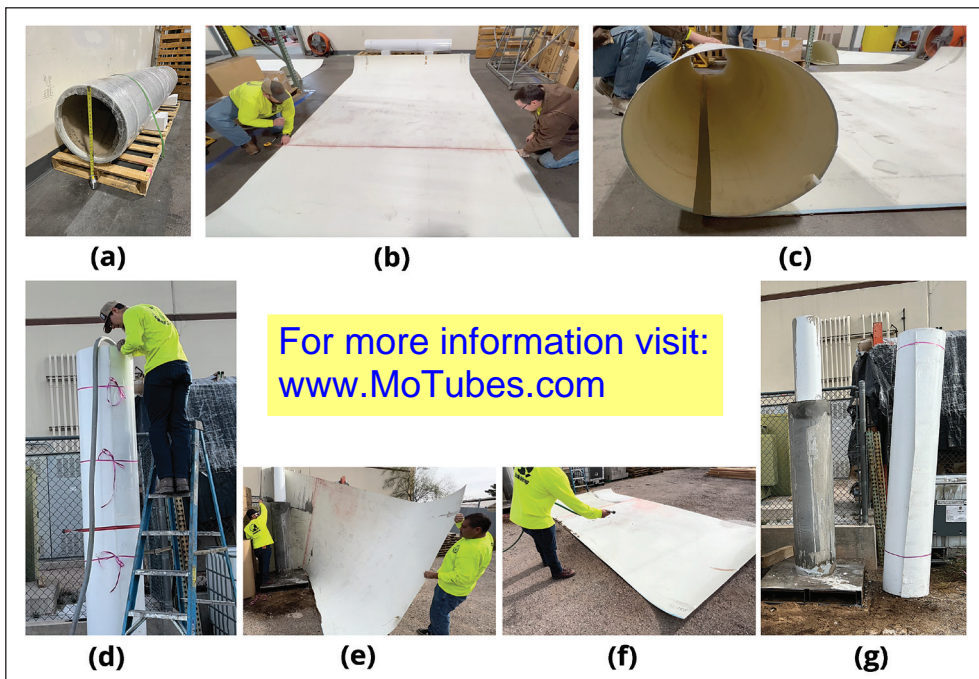 (a)
(b)
(c)
For more information visit:
www.MoTubes.com
(d)
(e)
(f)
(g)